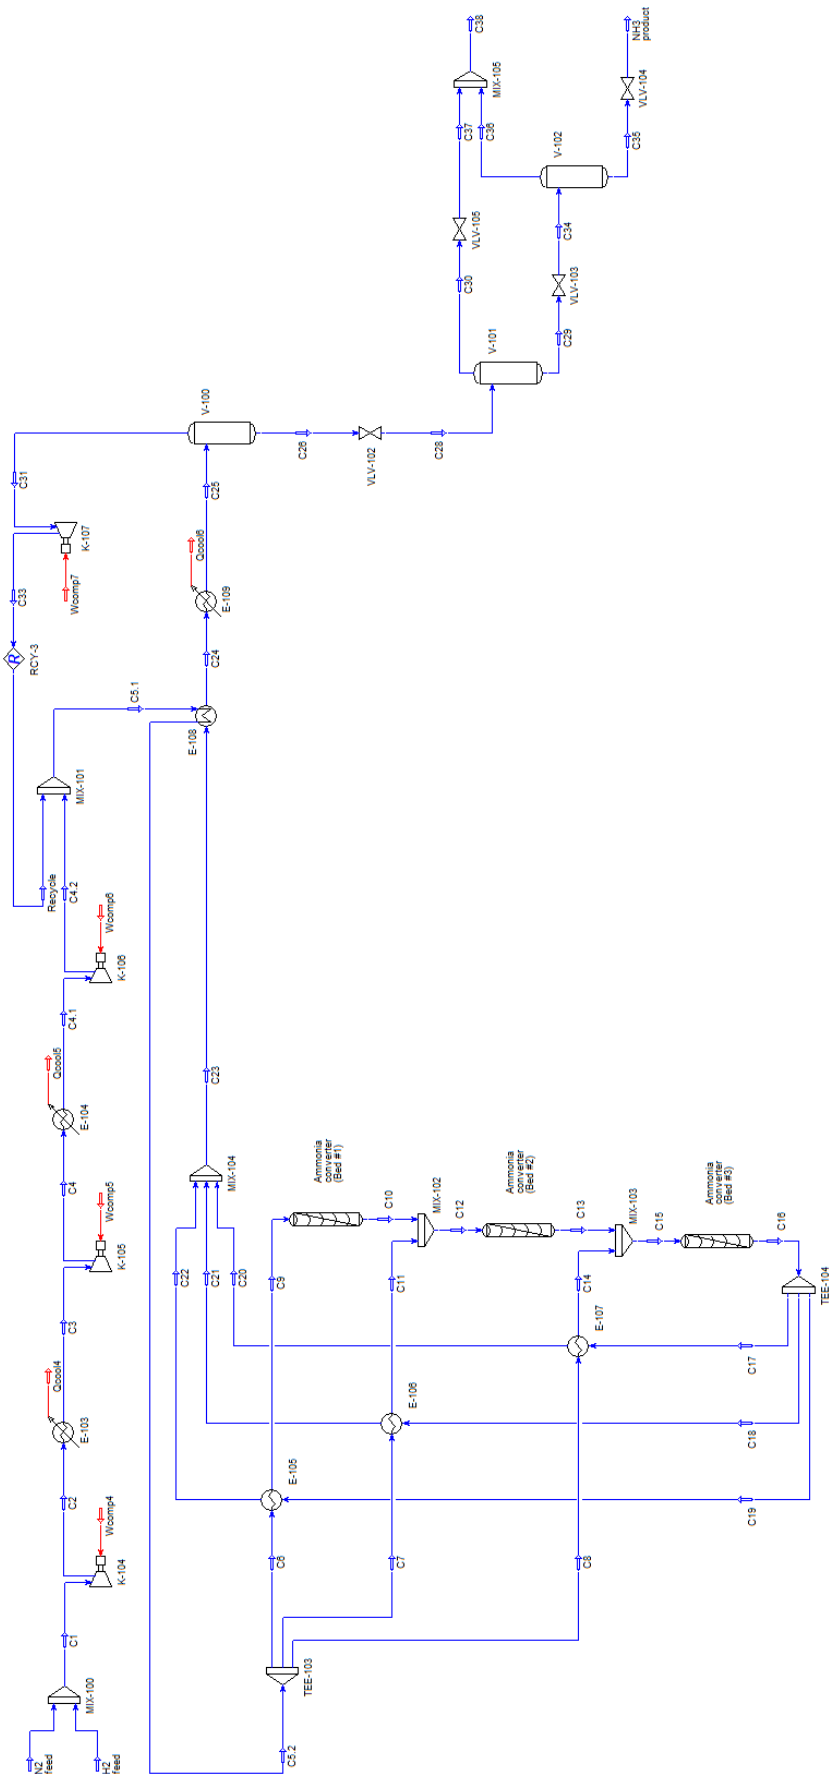 N2
feed
H2
feed
MIX-100
C1
K-104
Wcomp4
C2
E-103
Qcool4
C3
K-105
Wcomp5
C4
E-104
Qcool5
C4.1
K-106
Wcomp6
C4.2
Recycle
MIX-101
RCY-3
C33
K-107
Wcomp7
C31
C5.1
C5.2
TEE-103
C6
C7
C8
E-105
E-106
E-107
C9
C11
C14
C22
C21
C20
C19
C18
C17
Ammonia
converter
(Bed #1)
C10
MIX-102
C12
Ammonia
converter
(Bed #2)
C13
MIX-103
C15
Ammonia
converter
(Bed #3)
C16
TEE-104
MIX-104
C23
E-108
C24
E-109
Qcool6
C25
V-100
C26
VLV-102
C28
V-101
C30
C29
VLV-105
VLV-103
C34
C37
C36
V-102
C35
MIX-105
VLV-104
C38
NH3
product